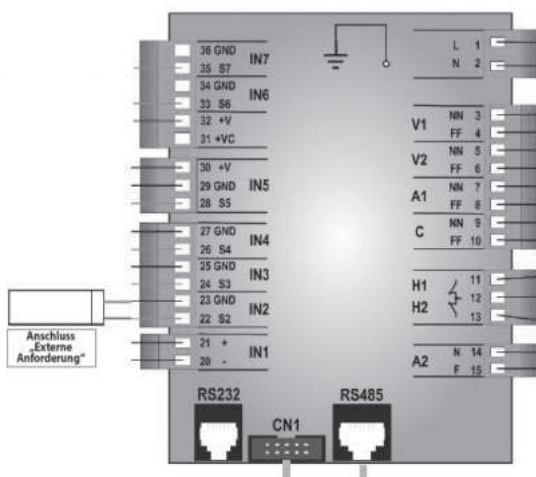 36 GND
35 S7
IN7
34 GND
33 S6
IN6
32 +V
31 +VC
30 +V
29 GND
28 S5
IN5
27 GND
26 S4
IN4
25 GND
24 S3
IN3
23 GND
22 S2
IN2
21 +
20 -
IN1
Anschluss
„Externe
Anforderung“
L 1
N 2
V1
NN 3
FF 4
V2
NN 5
FF 6
A1
NN 7
FF 8
C
NN 9
FF 10
H1
H2
11
12
13
A2
N 14
F 15
RS232
CN1
RS485